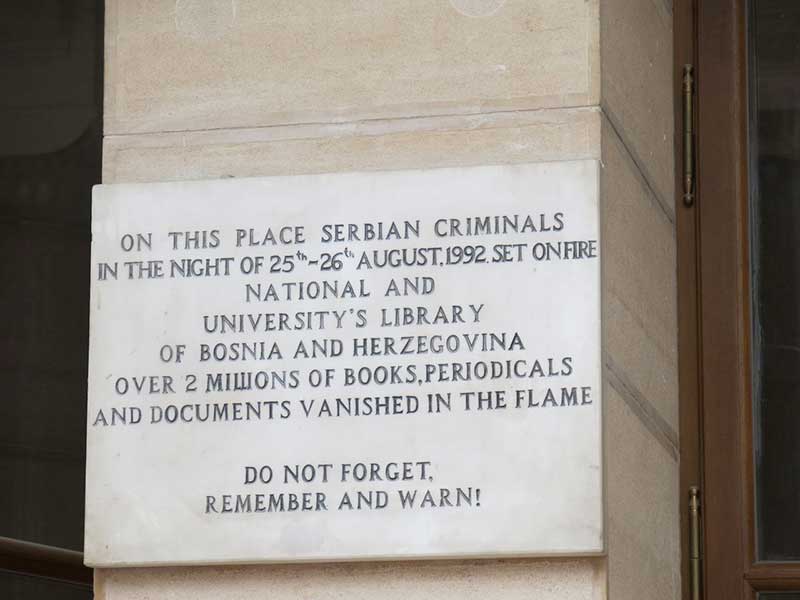 ON THIS PLACE SERBIAN CRIMINALS
IN THE NIGHT OF 25th-26th AUGUST, 1992. SET ON FIRE
NATIONAL AND
UNIVERSITY'S LIBRARY
OF BOSNIA AND HERZEGOVINA
OVER 2 MILLIONS OF BOOKS, PERIODICALS
AND DOCUMENTS VANISHED IN THE FLAME
DO NOT FORGET,
REMEMBER AND WARN!